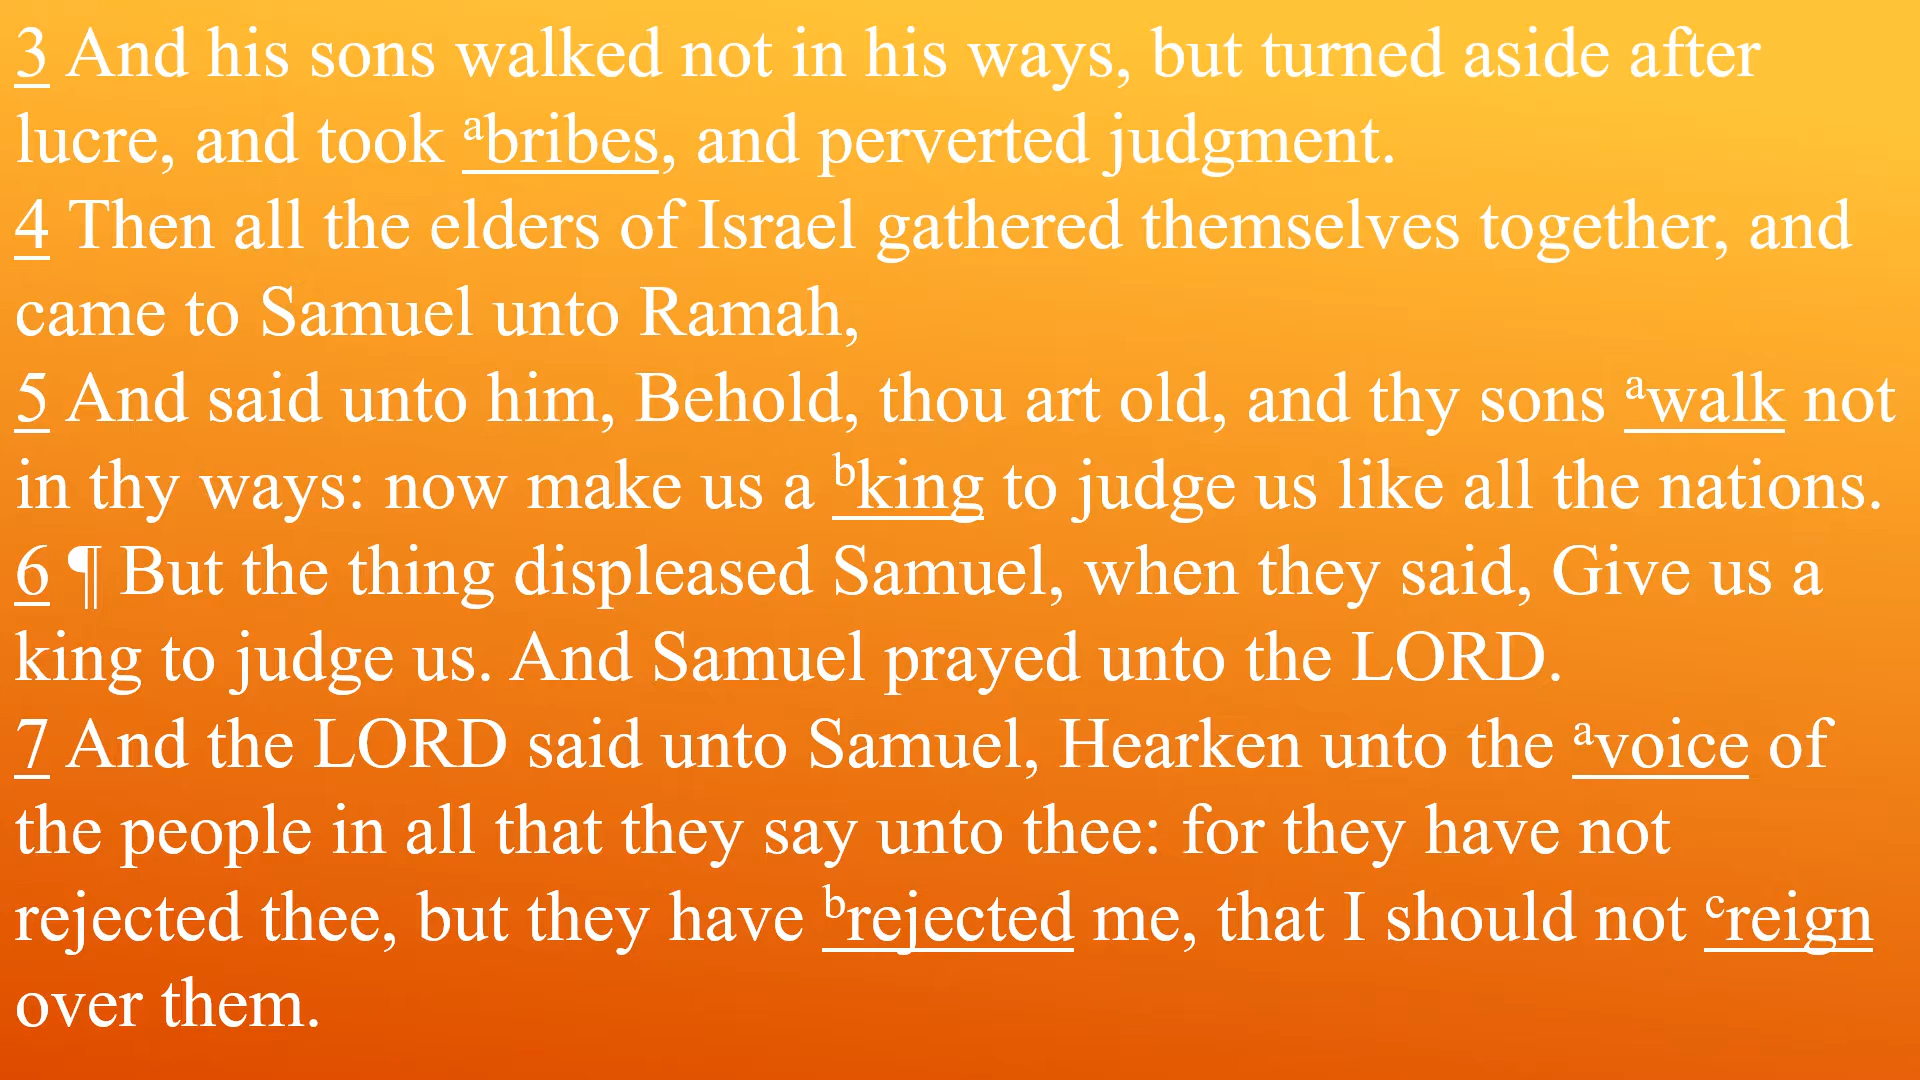 3 And his sons walked not in his ways, but turned aside after
lucre, and took ᵃbribes, and perverted judgment.
4 Then all the elders of Israel gathered themselves together, and
came to Samuel unto Ramah,
5 And said unto him, Behold, thou art old, and thy sons ᵃwalk not
in thy ways: now make us a ᵇking to judge us like all the nations.
6 ¶ But the thing displeased Samuel, when they said, Give us a
king to judge us. And Samuel prayed unto the LORD.
7 And the LORD said unto Samuel, Hearken unto the ᵃvoice of
the people in all that they say unto thee: for they have not
rejected thee, but they have ᵇrejected me, that I should not ᶜreign
over them.